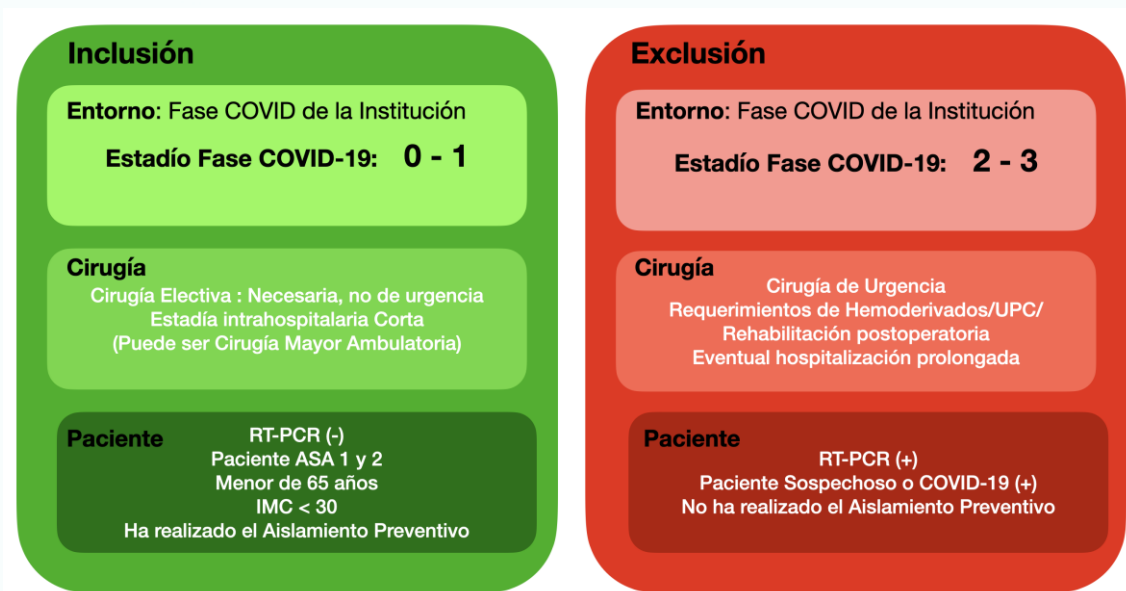 Inclusión
Entorno: Fase COVID de la Institución
Estadío Fase COVID-19: 0 - 1
Cirugía
Cirugía Electiva : Necesaria, no de urgencia
Estadía intrahospitalaria Corta
(Puede ser Cirugía Mayor Ambulatoria)
Paciente
RT-PCR (-)
Paciente ASA 1 y 2
Menor de 65 años
IMC < 30
Ha realizado el Aislamiento Preventivo
Exclusión
Entorno: Fase COVID de la Institución
Estadío Fase COVID-19: 2 - 3
Cirugía
Cirugía de Urgencia
Requerimientos de Hemoderivados/UPC/
Rehabilitación postoperatoria
Eventual hospitalización prolongada
Paciente
RT-PCR (+)
Paciente Sospechoso o COVID-19 (+)
No ha realizado el Aislamiento Preventivo